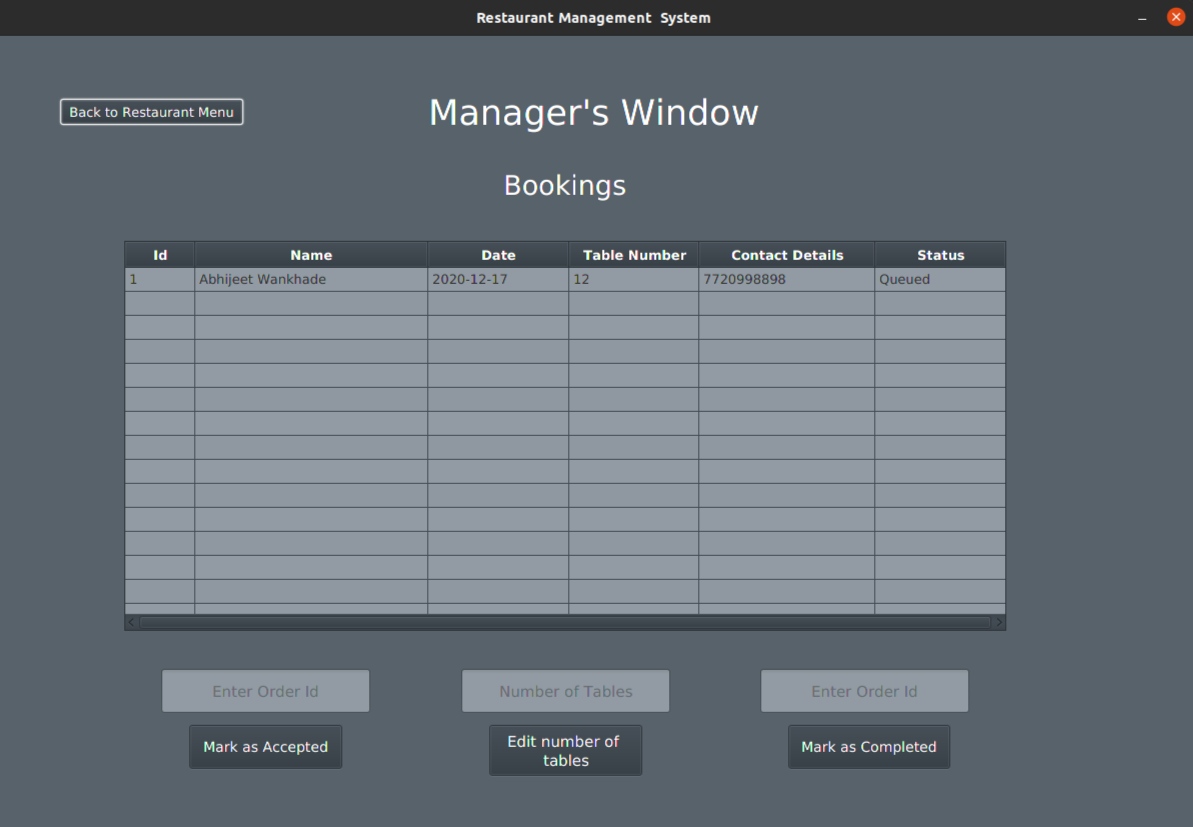 Restaurant Management System
Back to Restaurant Menu
Manager's Window
Bookings
Id Name Date Table Number Contact Details Status
1 Abhijeet Wankhade 2020-12-17 12 7720998898 Queued
Enter Order Id Number of Tables Enter Order Id
Mark as Accepted
Edit number of
tables
Mark as Completed